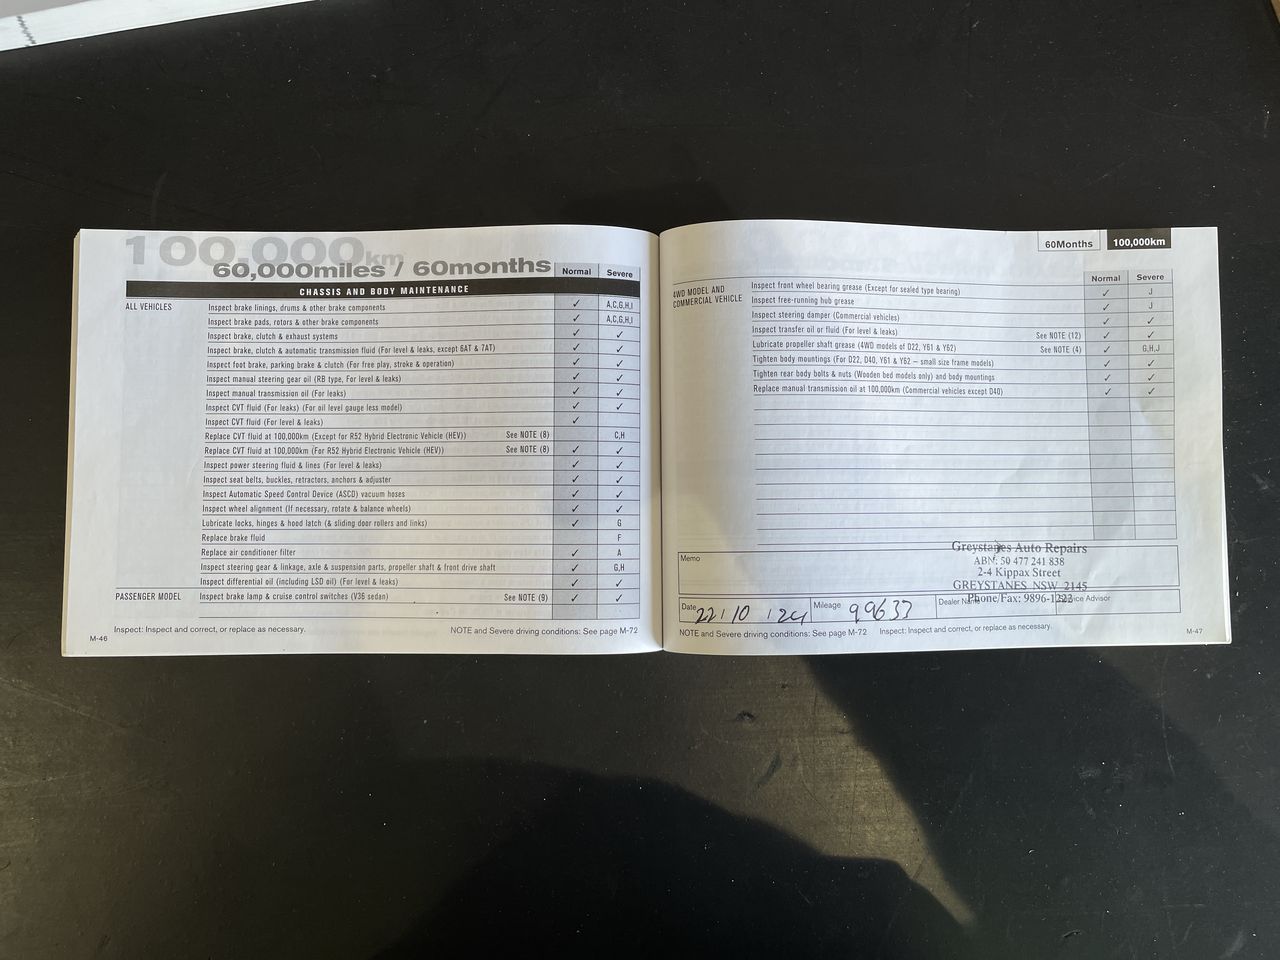 100,000km
60,000miles / 60months
Normal Severe
CHASSIS AND BODY MAINTENANCE
ALL VEHICLES
Inspect brake linings, drums & other brake components ✓ A,C,G,H,I
Inspect brake pads, rotors & other brake components ✓ A,C,G,H,I
Inspect brake, clutch & exhaust systems ✓ ✓
Inspect brake, clutch & automatic transmission fluid (For level & leaks, except 6AT & 7AT) ✓ ✓
Inspect foot brake, parking brake & clutch (For free play, stroke & operation) ✓ ✓
Inspect manual steering gear oil (RB type, For level & leaks) ✓ ✓
Inspect manual transmission oil (For leaks) ✓ ✓
Inspect CVT fluid (For leaks) (For oil level gauge less model) ✓ ✓
Inspect CVT fluid (For level & leaks) ✓
Replace CVT fluid at 100,000km (Except for R52 Hybrid Electronic Vehicle (HEV)) See NOTE (8) C,H
Replace CVT fluid at 100,000km (For R52 Hybrid Electronic Vehicle (HEV)) See NOTE (8) ✓ ✓
Inspect power steering fluid & lines (For level & leaks) ✓ ✓
Inspect seat belts, buckles, retractors, anchors & adjuster ✓ ✓
Inspect Automatic Speed Control Device (ASCD) vacuum hoses ✓ ✓
Inspect wheel alignment (If necessary, rotate & balance wheels) ✓ ✓
Lubricate locks, hinges & hood latch (& sliding door rollers and links) ✓ G
Replace brake fluid F
Replace air conditioner filter ✓ A
Inspect steering gear & linkage, axle & suspension parts, propeller shaft & front drive shaft ✓ G,H
Inspect differential oil (including LSD oil) (For level & leaks) ✓ ✓
PASSENGER MODEL
Inspect brake lamp & cruise control switches (V36 sedan) See NOTE (9) ✓ ✓
Inspect: Inspect and correct, or replace as necessary. NOTE and Severe driving conditions: See page M-72
M-46
60Months 100,000km
Normal Severe
4WD MODEL AND
COMMERCIAL VEHICLE
Inspect front wheel bearing grease (Except for sealed type bearing) ✓ J
Inspect free-running hub grease ✓ J
Inspect steering damper (Commercial vehicles) ✓ ✓
Inspect transfer oil or fluid (For level & leaks) See NOTE (12) ✓ ✓
Lubricate propeller shaft grease (4WD models of D22, Y61 & Y62) See NOTE (4) ✓ G,H,J
Tighten body mountings (For D22, D40, Y61 & Y62 – small size frame models) ✓ ✓
Tighten rear body bolts & nuts (Wooden bed models only) and body mountings ✓ ✓
Replace manual transmission oil at 100,000km (Commercial vehicles except D40) ✓ ✓
Memo
Greystanes Auto Repairs
ABN: 50 477 241 838
2-4 Kippax Street
GREYSTANES NSW 2145
Phone/Fax: 9896-1223
Date 22/10/24 Mileage 99633 Dealer Name Service Advisor
NOTE and Severe driving conditions: See page M-72 Inspect: Inspect and correct, or replace as necessary.
M-47